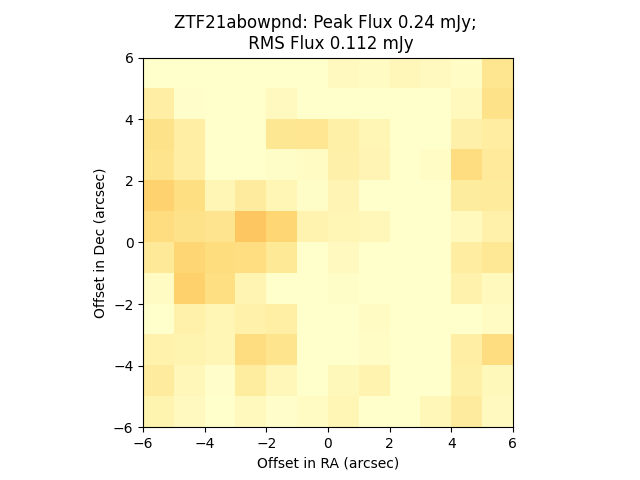 ZTF21abowpnd: Peak Flux 0.24 mJy;
RMS Flux 0.112 mJy
6
4
2
0
−2
−4
−6
Offset in Dec (arcsec)
−6 −4 −2 0 2 4 6
Offset in RA (arcsec)